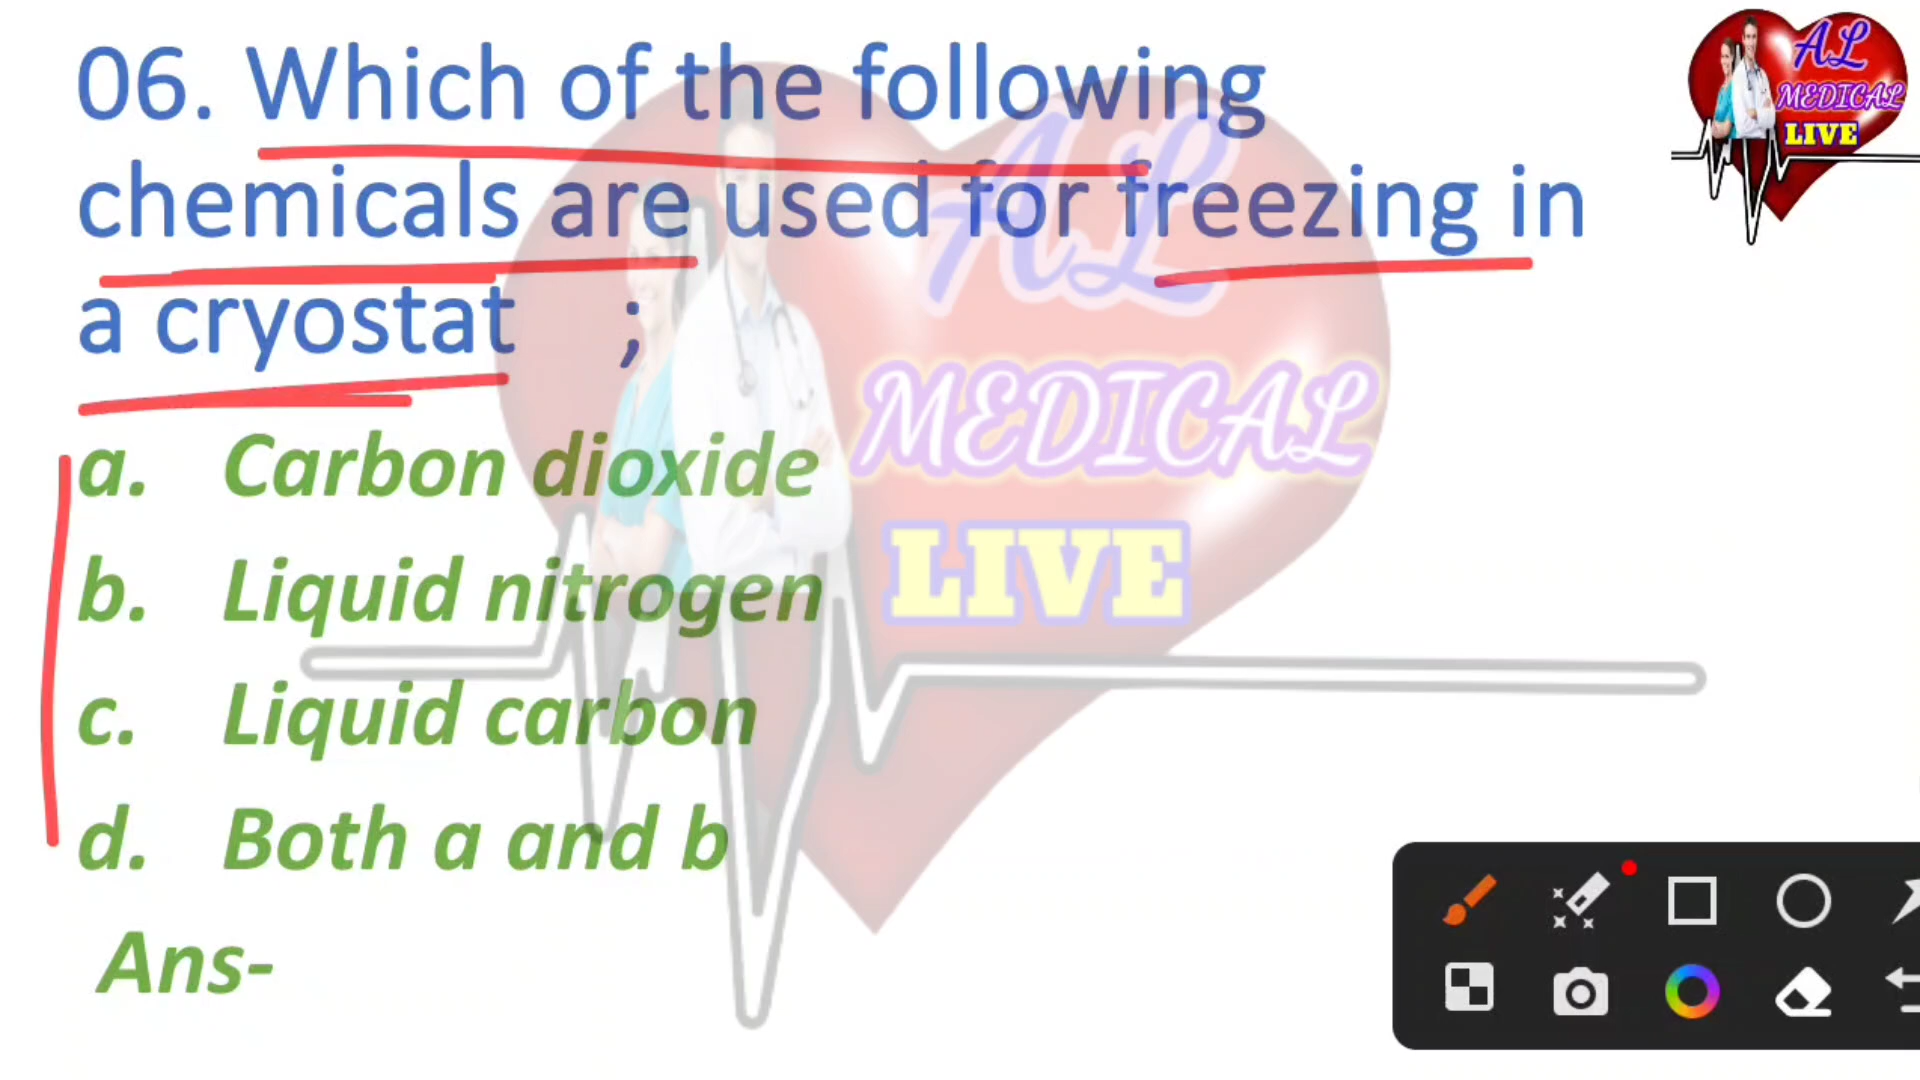 06. Which of the following
chemicals are used for freezing in
a cryostat ;
a. Carbon dioxide
b. Liquid nitrogen
c. Liquid carbon
d. Both a and b
Ans-
AL
MEDICAL
LIVE
AL
MEDICAL
LIVE